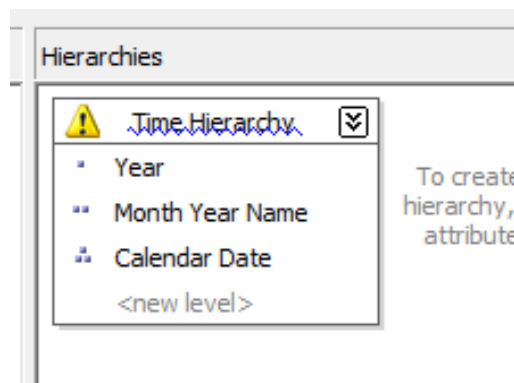 Hierarchies
Time Hierarchy
Year
Month Year Name
Calendar Date
<new level>
To create
hierarchy,
attribute